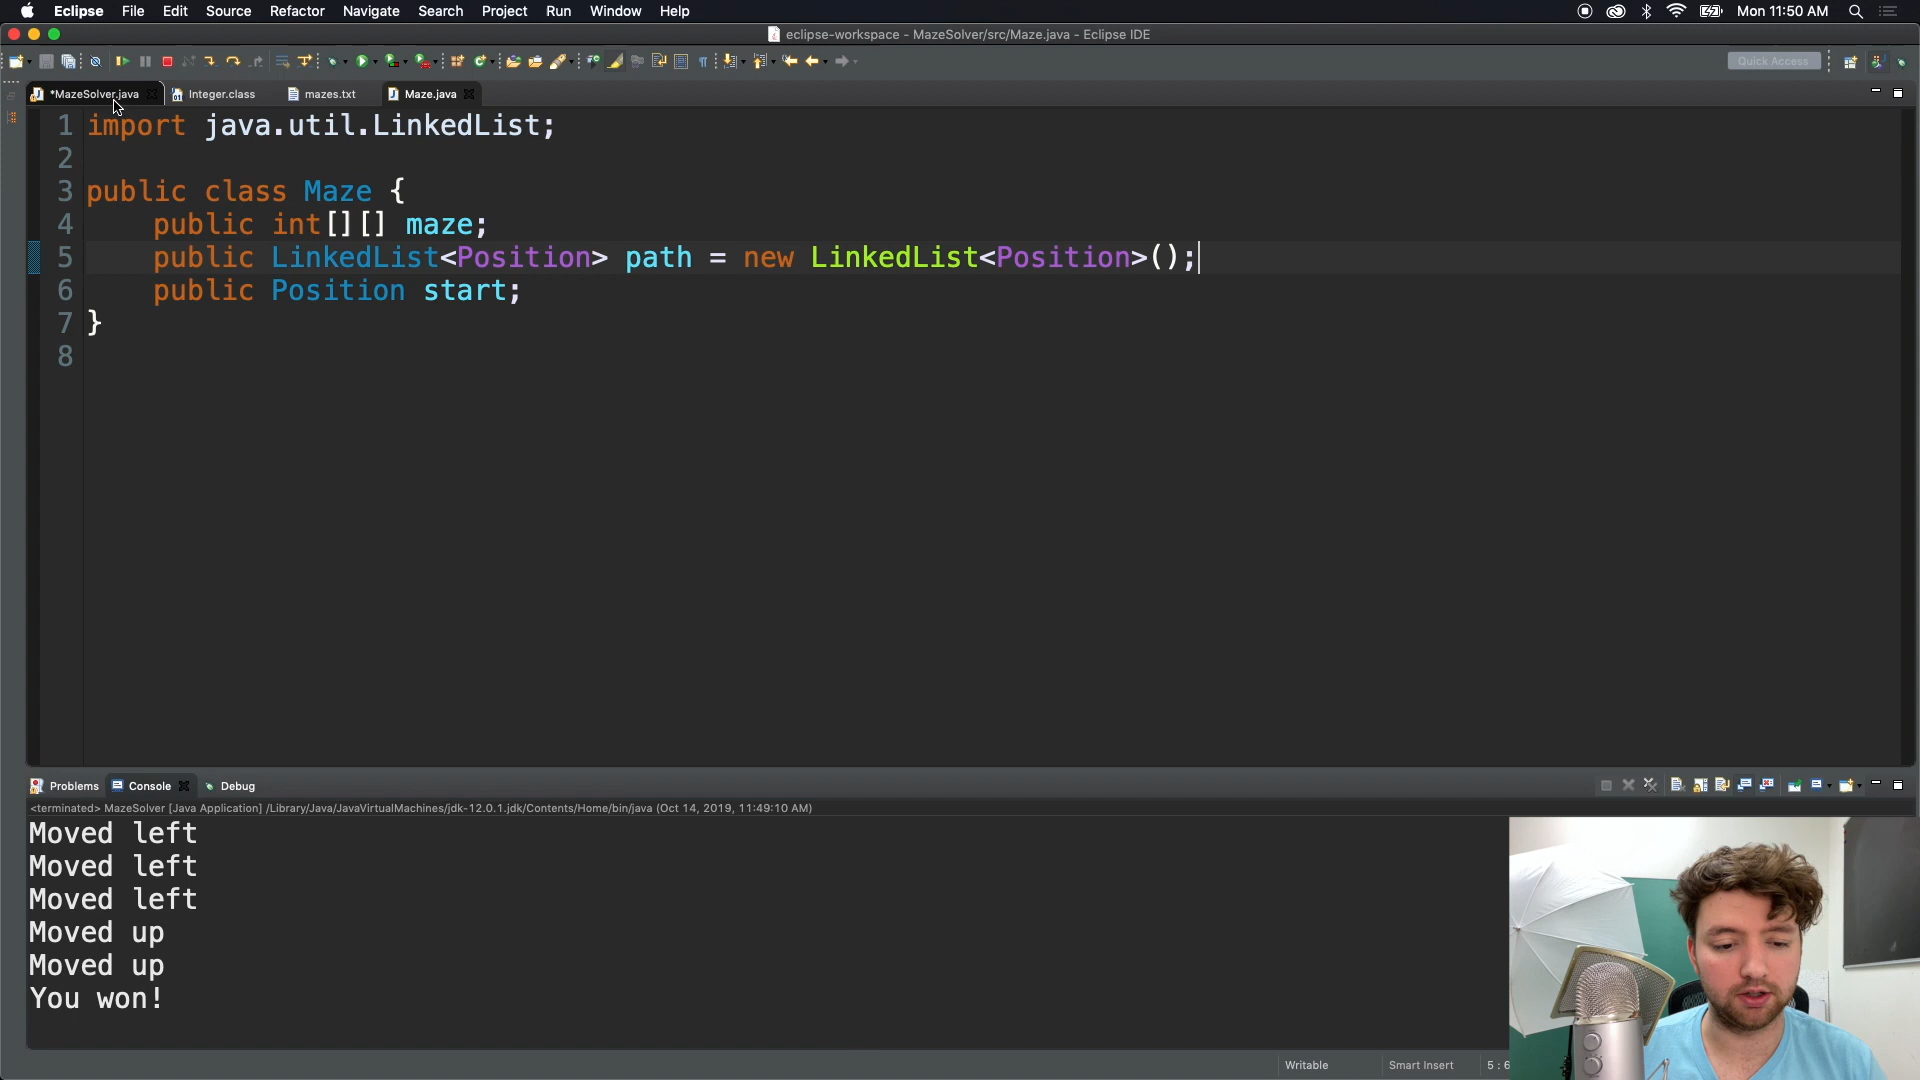 Eclipse File Edit Source Refactor Navigate Search Project Run Window Help Mon 11:50 AM
eclipse-workspace - MazeSolver/src/Maze.java - Eclipse IDE
Quick Access
*MazeSolver.java Integer.class mazes.txt Maze.java
1 import java.util.LinkedList;
2
3 public class Maze {
4 public int[][] maze;
5 public LinkedList<Position> path = new LinkedList<Position>();
6 public Position start;
7 }
8
Problems Console Debug
<terminated> MazeSolver [Java Application] /Library/Java/JavaVirtualMachines/jdk-12.0.1.jdk/Contents/Home/bin/java (Oct 14, 2019, 11:49:10 AM)
Moved left
Moved left
Moved left
Moved up
Moved up
You won!
Writable Smart Insert 5 : 6